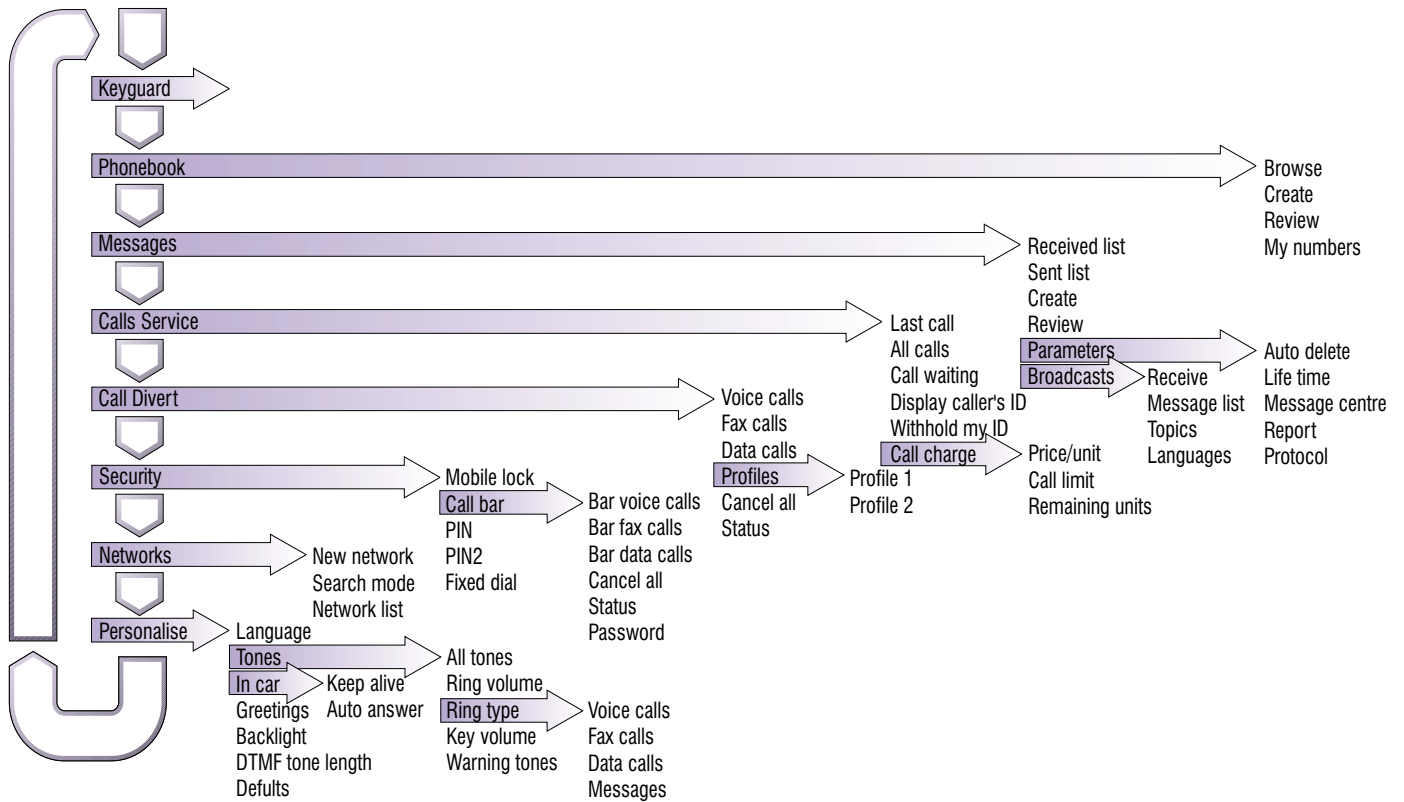 Keyguard
Phonebook
Browse
Create
Review
My numbers
Messages
Received list
Sent list
Create
Review
Parameters
Auto delete
Life time
Message centre
Report
Protocol
Broadcasts
Receive
Message list
Topics
Languages
Calls Service
Last call
All calls
Call waiting
Display caller's ID
Withhold my ID
Call charge
Price/unit
Call limit
Remaining units
Call Divert
Voice calls
Fax calls
Data calls
Profiles
Profile 1
Profile 2
Cancel all
Status
Security
Mobile lock
Call bar
Bar voice calls
Bar fax calls
Bar data calls
Cancel all
Status
Password
PIN
PIN2
Fixed dial
Networks
New network
Search mode
Network list
Personalise
Language
Tones
All tones
Ring volume
Ring type
Voice calls
Fax calls
Data calls
Messages
Key volume
Warning tones
In car
Keep alive
Auto answer
Greetings
Backlight
DTMF tone length
Defults